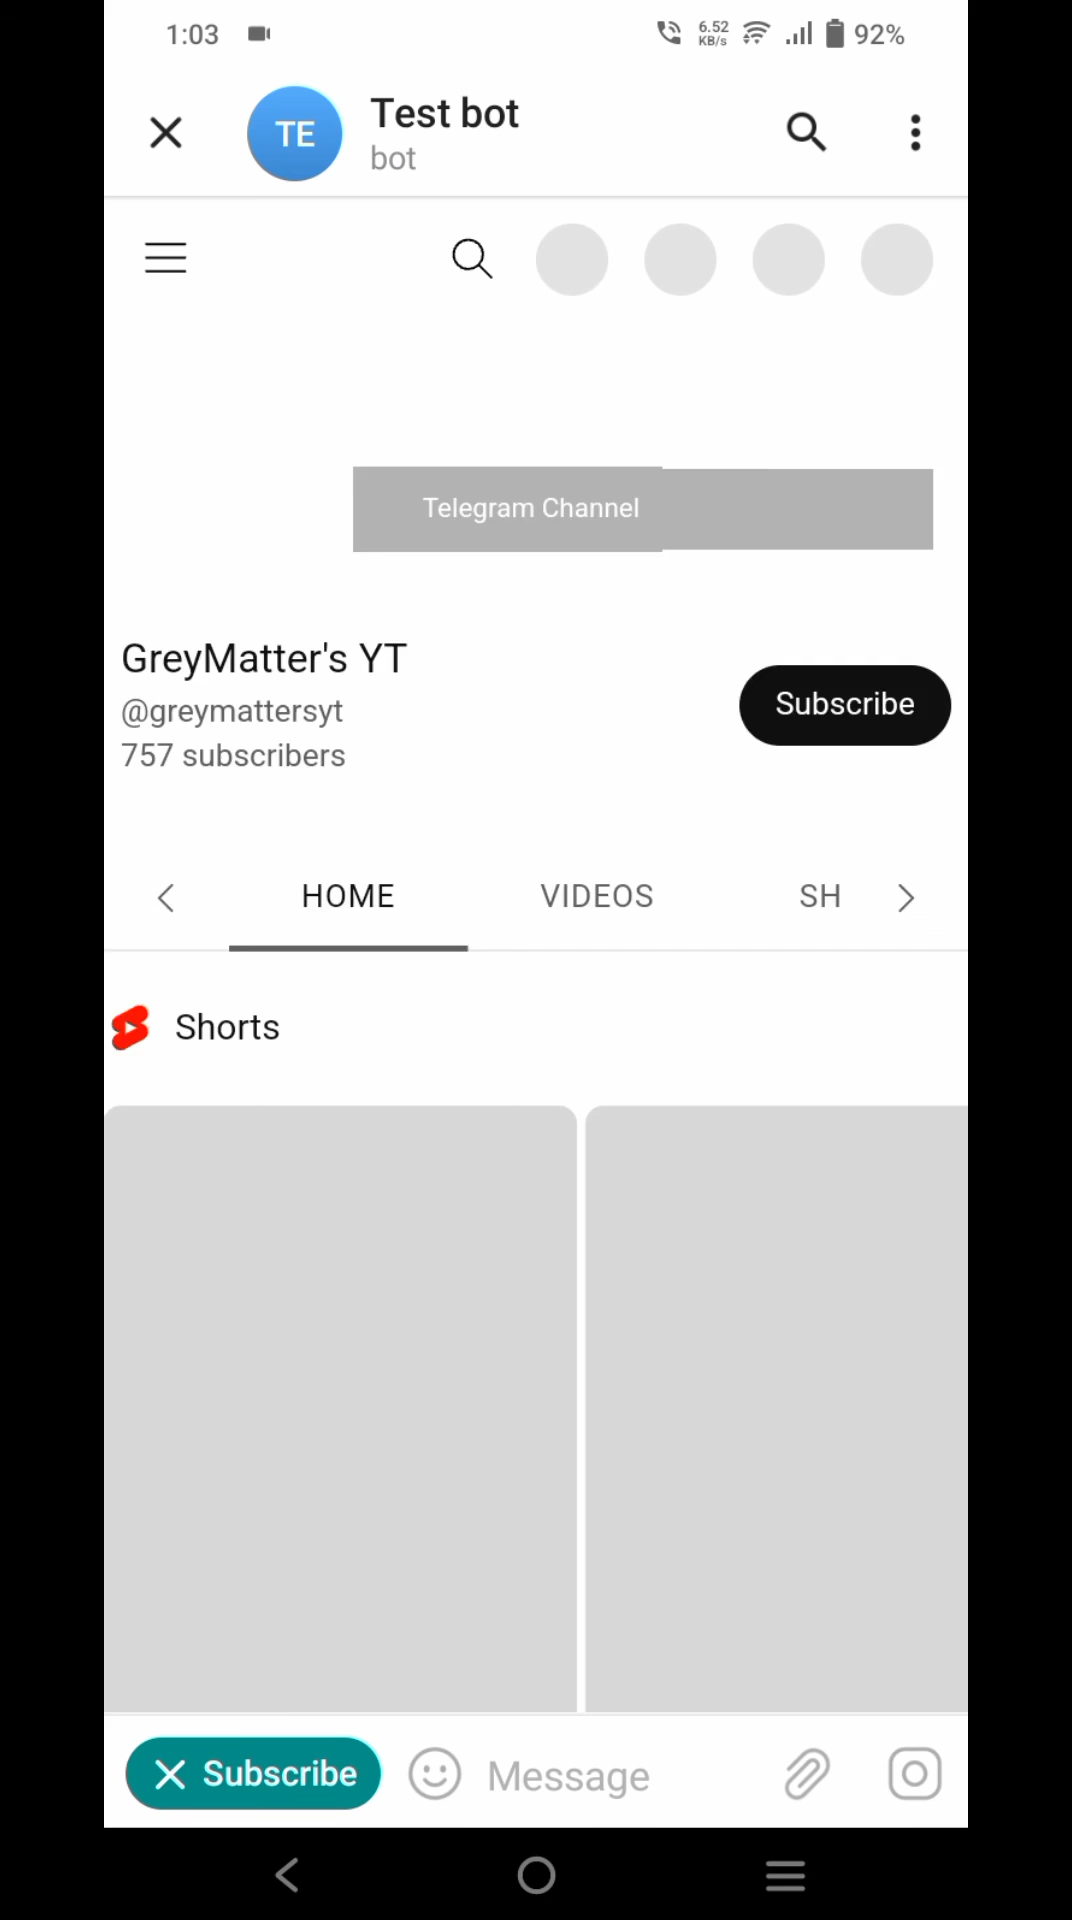 1:03
6.52
KB/s
92%
TE
Test bot
bot
Telegram Channel
GreyMatter's YT
@greymattersyt
757 subscribers
Subscribe
HOME
VIDEOS
SH
Shorts
Subscribe
Message